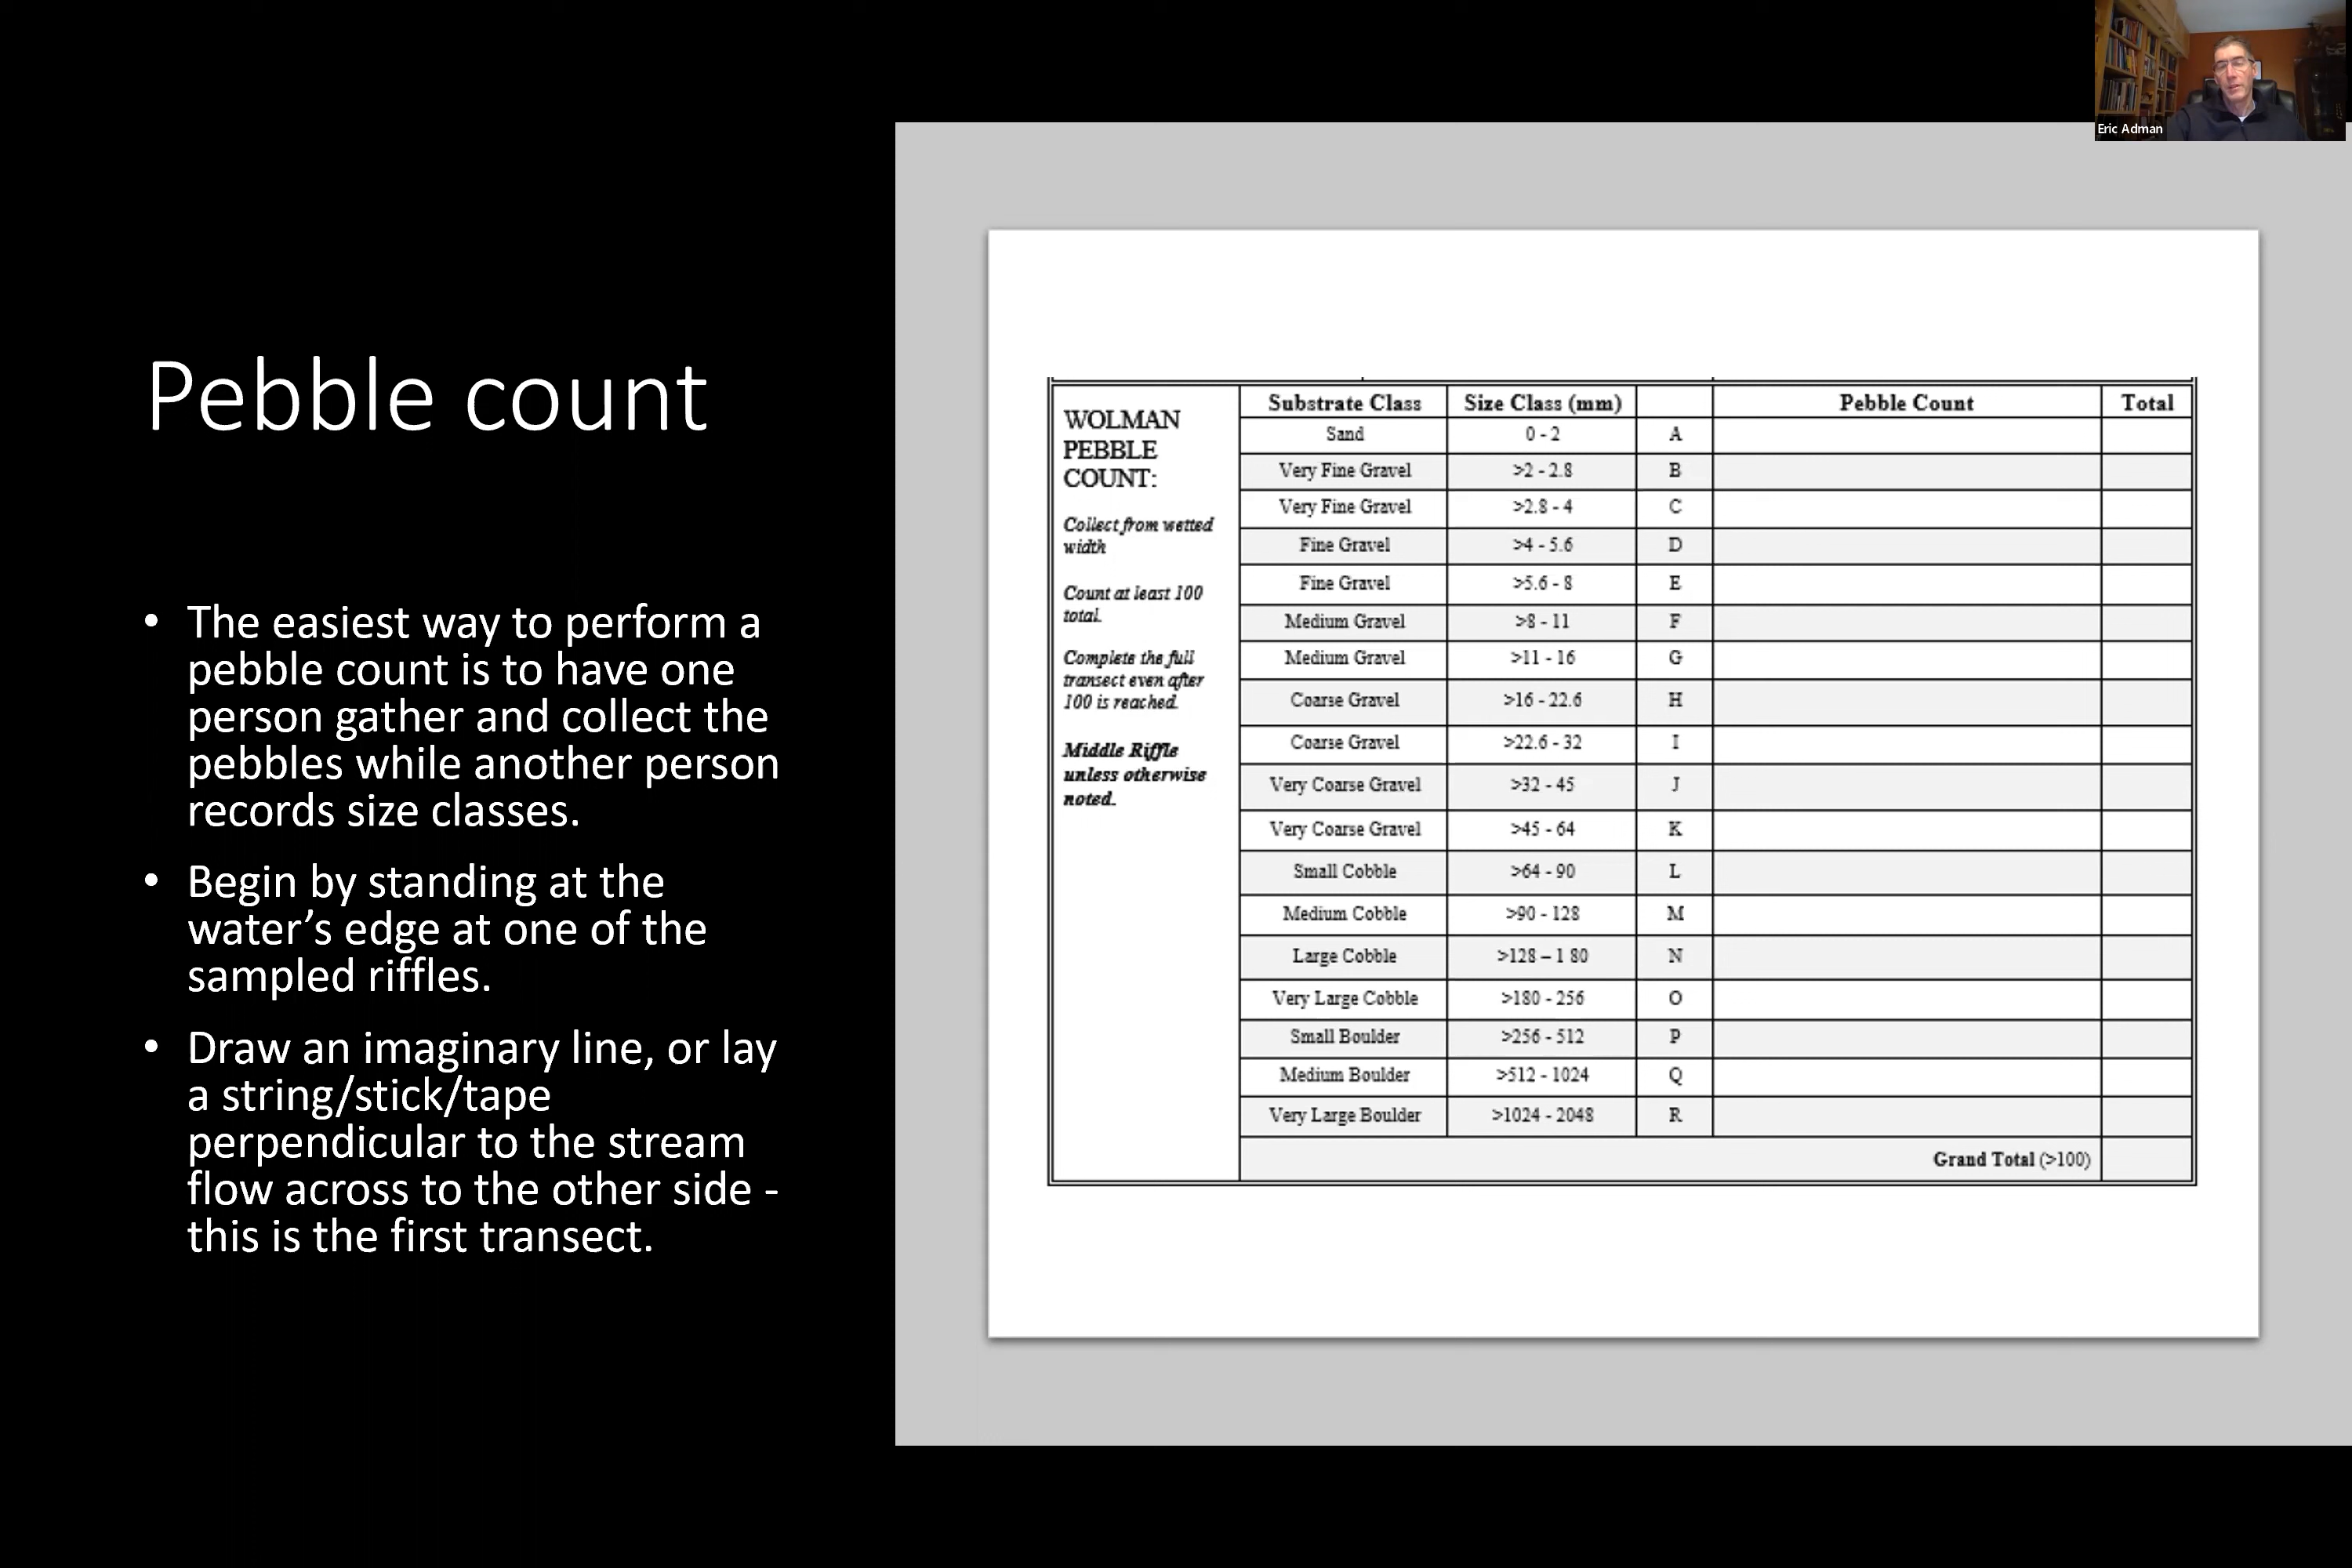 Eric Adman
Pebble count
• The easiest way to perform a
pebble count is to have one
person gather and collect the
pebbles while another person
records size classes.
• Begin by standing at the
water's edge at one of the
sampled riffles.
• Draw an imaginary line, or lay
a string/stick/tape
perpendicular to the stream
flow across to the other side -
this is the first transect.
WOLMAN
PEBBLE
COUNT:
Collect from wetted
width
Count at least 100
total.
Complete the full
transect even after
100 is reached.
Middle Riffle
unless otherwise
noted.
Substrate Class Size Class (mm) Pebble Count Total
Sand 0 - 2 A
Very Fine Gravel >2 - 2.8 B
Very Fine Gravel >2.8 - 4 C
Fine Gravel >4 - 5.6 D
Fine Gravel >5.6 - 8 E
Medium Gravel >8 - 11 F
Medium Gravel >11 - 16 G
Coarse Gravel >16 - 22.6 H
Coarse Gravel >22.6 - 32 I
Very Coarse Gravel >32 - 45 J
Very Coarse Gravel >45 - 64 K
Small Cobble >64 - 90 L
Medium Cobble >90 - 128 M
Large Cobble >128 – 1 80 N
Very Large Cobble >180 - 256 O
Small Boulder >256 - 512 P
Medium Boulder >512 - 1024 Q
Very Large Boulder >1024 - 2048 R
Grand Total (>100)